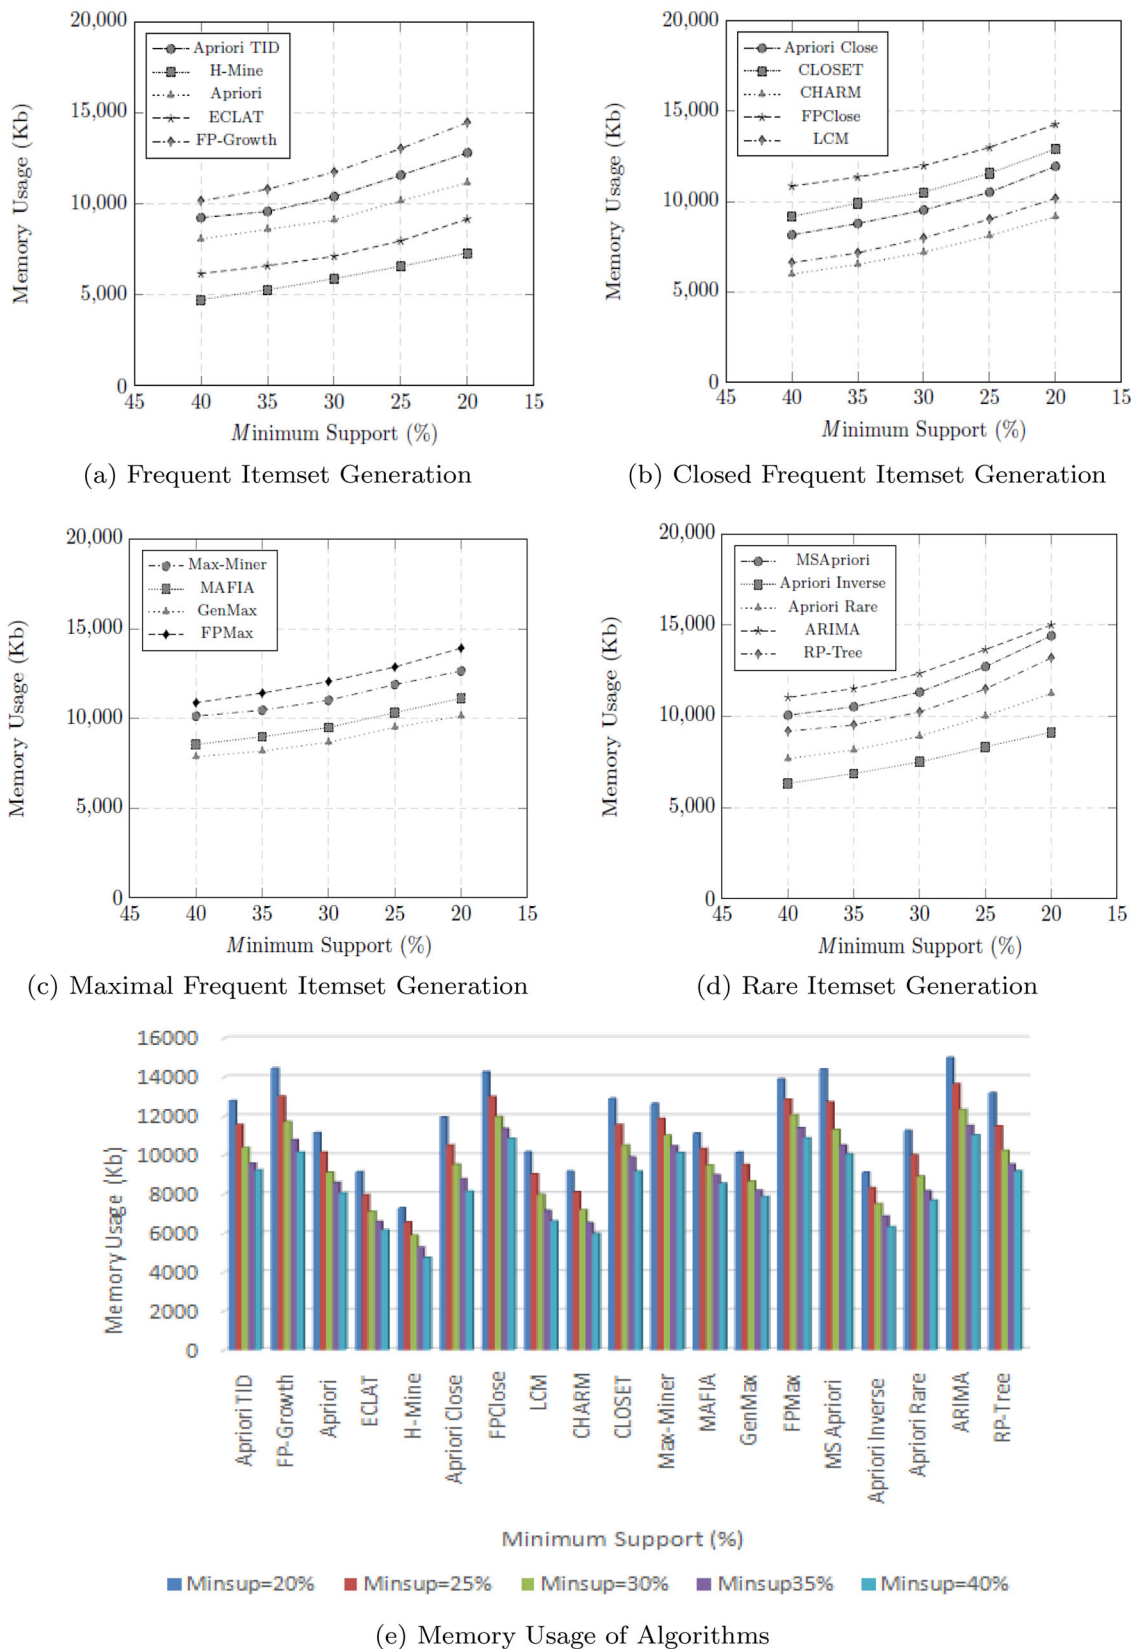 20,000
15,000
10,000
5,000
0
Memory Usage (Kb)
Apriori TID
H-Mine
Apriori
ECLAT
FP-Growth
45 40 35 30 25 20 15
Minimum Support (%)
(a) Frequent Itemset Generation
20,000
15,000
10,000
5,000
0
Memory Usage (Kb)
Apriori Close
CLOSET
CHARM
FPClose
LCM
45 40 35 30 25 20 15
Minimum Support (%)
(b) Closed Frequent Itemset Generation
20,000
15,000
10,000
5,000
0
Memory Usage (Kb)
Max-Miner
MAFIA
GenMax
FPMax
45 40 35 30 25 20 15
Minimum Support (%)
(c) Maximal Frequent Itemset Generation
20,000
15,000
10,000
5,000
0
Memory Usage (Kb)
MSApriori
Apriori Inverse
Apriori Rare
ARIMA
RP-Tree
45 40 35 30 25 20 15
Minimum Support (%)
(d) Rare Itemset Generation
16000
14000
12000
10000
8000
6000
4000
2000
0
Memory Usage (Kb)
Apriori TID
FP-Growth
Apriori
ECLAT
H-Mine
Apriori Close
FPClose
LCM
CHARM
CLOSET
Max-Miner
MAFIA
GenMax
FPMax
MS Apriori
Apriori Inverse
Apriori Rare
ARIMA
RP-Tree
Minimum Support (%)
Minsup=20% Minsup=25% Minsup=30% Minsup35% Minsup=40%
(e) Memory Usage of Algorithms